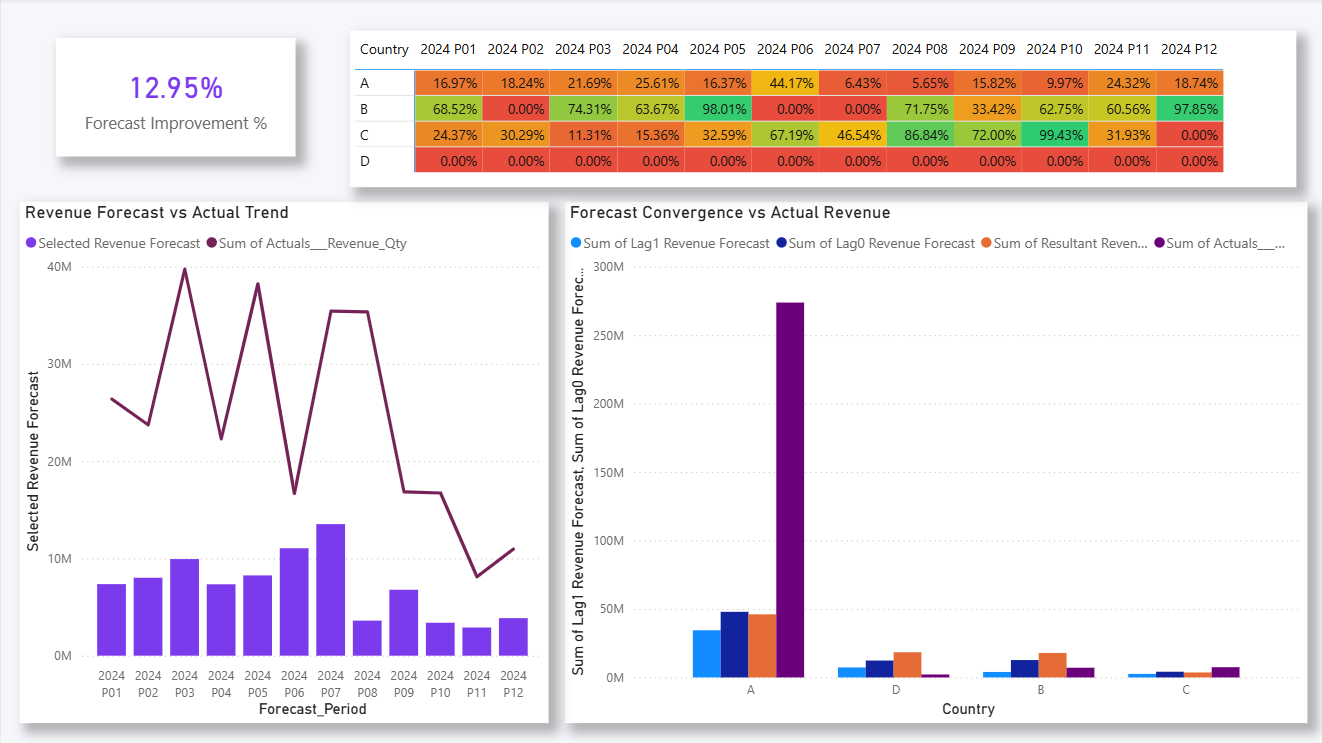 12.95%
Forecast Improvement %
Country 2024 P01 2024 P02 2024 P03 2024 P04 2024 P05 2024 P06 2024 P07 2024 P08 2024 P09 2024 P10 2024 P11 2024 P12
A 16.97% 18.24% 21.69% 25.61% 16.37% 44.17% 6.43% 5.65% 15.82% 9.97% 24.32% 18.74%
B 68.52% 0.00% 74.31% 63.67% 98.01% 0.00% 0.00% 71.75% 33.42% 62.75% 60.56% 97.85%
C 24.37% 30.29% 11.31% 15.36% 32.59% 67.19% 46.54% 86.84% 72.00% 99.43% 31.93% 0.00%
D 0.00% 0.00% 0.00% 0.00% 0.00% 0.00% 0.00% 0.00% 0.00% 0.00% 0.00% 0.00%
Revenue Forecast vs Actual Trend
Selected Revenue Forecast Sum of Actuals___Revenue_Qty
Selected Revenue Forecast
40M
30M
20M
10M
0M
2024 2024 2024 2024 2024 2024 2024 2024 2024 2024 2024 2024
P01 P02 P03 P04 P05 P06 P07 P08 P09 P10 P11 P12
Forecast_Period
Forecast Convergence vs Actual Revenue
Sum of Lag1 Revenue Forecast Sum of Lag0 Revenue Forecast Sum of Resultant Reven... Sum of Actuals___...
Sum of Lag1 Revenue Forecast, Sum of Lag0 Revenue Forec...
300M
250M
200M
150M
100M
50M
0M
A D B C
Country